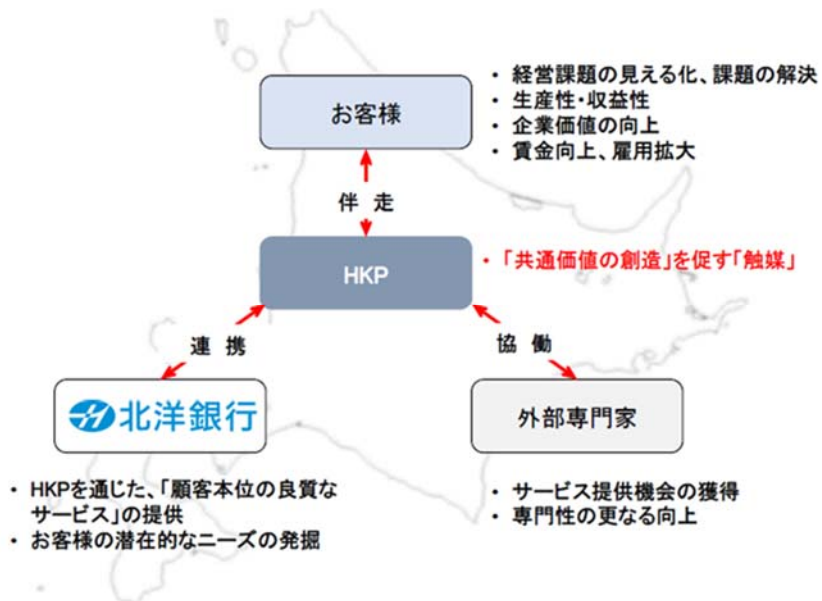 お客様
・ 経営課題の見える化、課題の解決
・ 生産性・収益性
・ 企業価値の向上
・ 賃金向上、雇用拡大
伴 走
HKP
・ 「共通価値の創造」を促す「触媒」
連 携
協 働
北洋銀行
外部専門家
・ HKPを通じた、「顧客本位の良質な
サービス」の提供
・ お客様の潜在的なニーズの発掘
・ サービス提供機会の獲得
・ 専門性の更なる向上